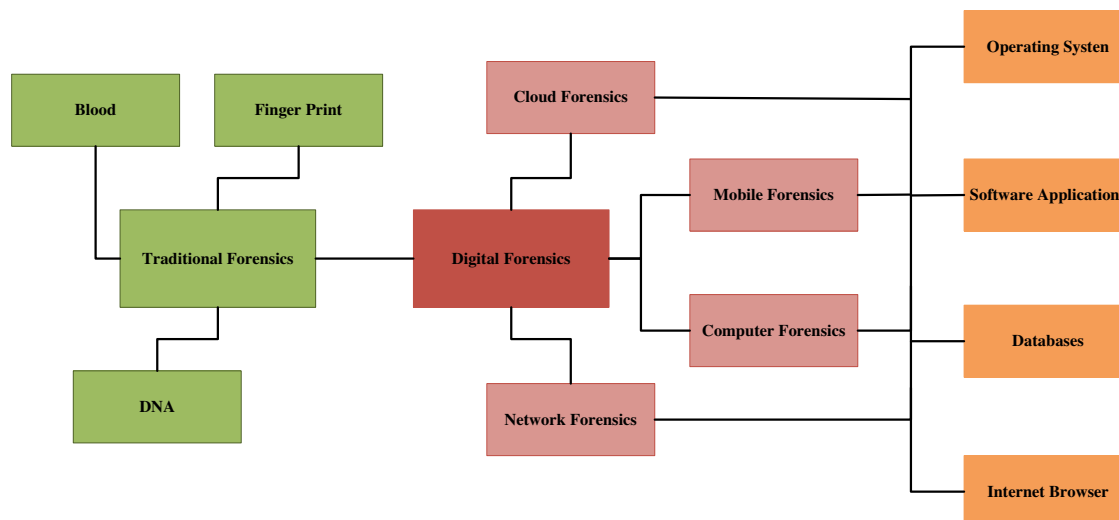 Operating Systen
Cloud Forensics
Blood
Finger Print
Mobile Forensics
Software Application
Traditional Forensics
Digital Forensics
Computer Forensics
Databases
DNA
Network Forensics
Internet Browser